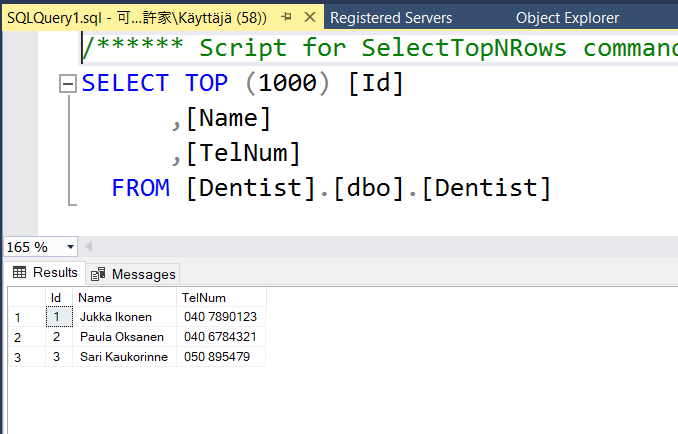 SQLQuery1.sql - 可...許家\Käyttäjä (58)) Registered Servers Object Explorer
/****** Script for SelectTopNRows comman
SELECT TOP (1000) [Id]
,[Name]
,[TelNum]
FROM [Dentist].[dbo].[Dentist]
165 %
Results Messages
Id Name TelNum
1 1 Jukka Ikonen 040 7890123
2 2 Paula Oksanen 040 6784321
3 3 Sari Kaukorinne 050 895479